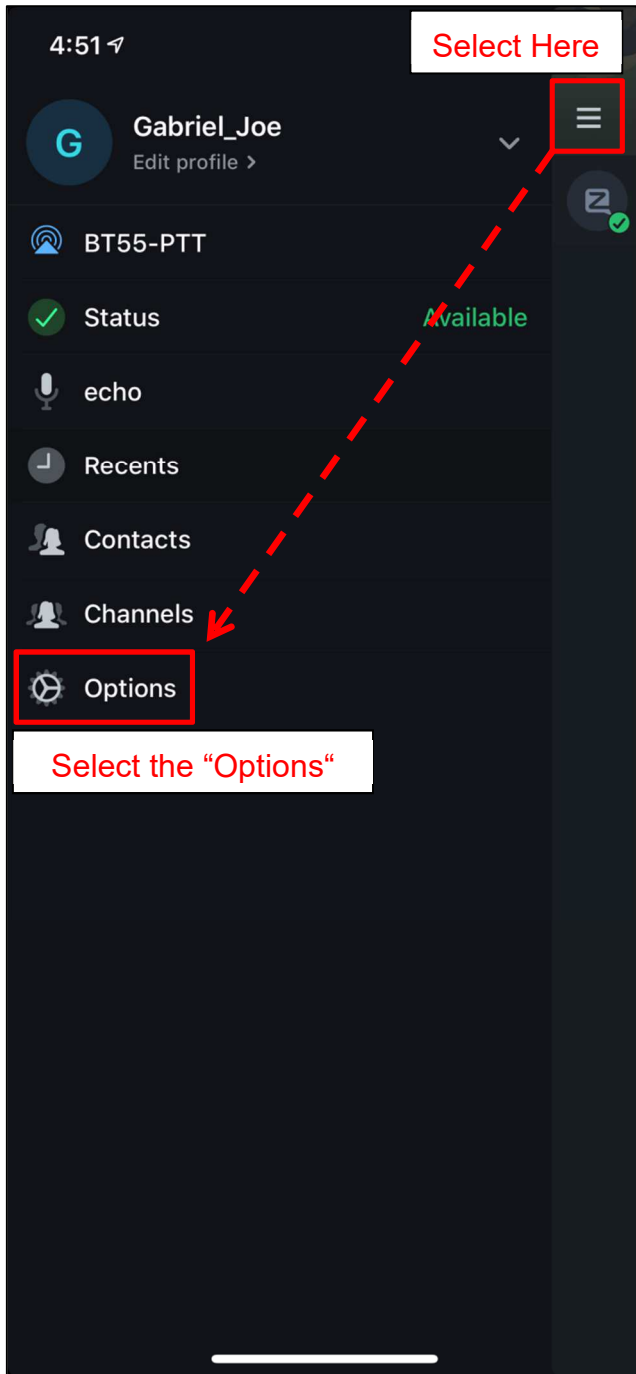 4:51
Select Here
G
Gabriel_Joe
Edit profile >
BT55-PTT
Status
Available
echo
Recents
Contacts
Channels
Options
Select the “Options“